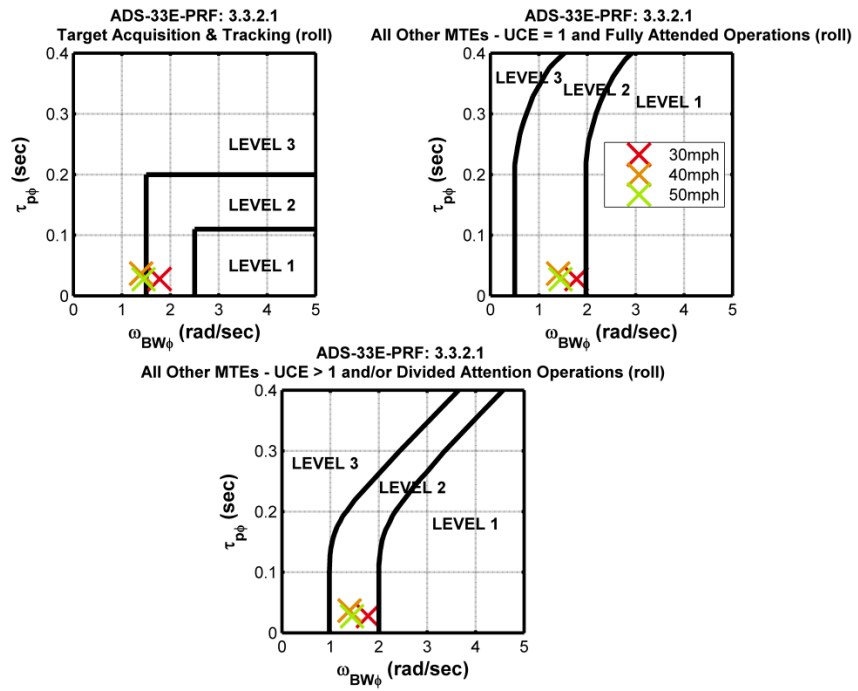 ADS-33E-PRF: 3.3.2.1
Target Acquisition & Tracking (roll)
0.4
0.3
0.2
0.1
0
τpϕ (sec)
LEVEL 3
LEVEL 2
LEVEL 1
0 1 2 3 4 5
ωBWϕ (rad/sec)
ADS-33E-PRF: 3.3.2.1
All Other MTEs - UCE = 1 and Fully Attended Operations (roll)
0.4
0.3
0.2
0.1
0
τpϕ (sec)
LEVEL 3
LEVEL 2
LEVEL 1
30mph
40mph
50mph
0 1 2 3 4 5
ωBWϕ (rad/sec)
ADS-33E-PRF: 3.3.2.1
All Other MTEs - UCE > 1 and/or Divided Attention Operations (roll)
0.4
0.3
0.2
0.1
0
τpϕ (sec)
LEVEL 3
LEVEL 2
LEVEL 1
0 1 2 3 4 5
ωBWϕ (rad/sec)